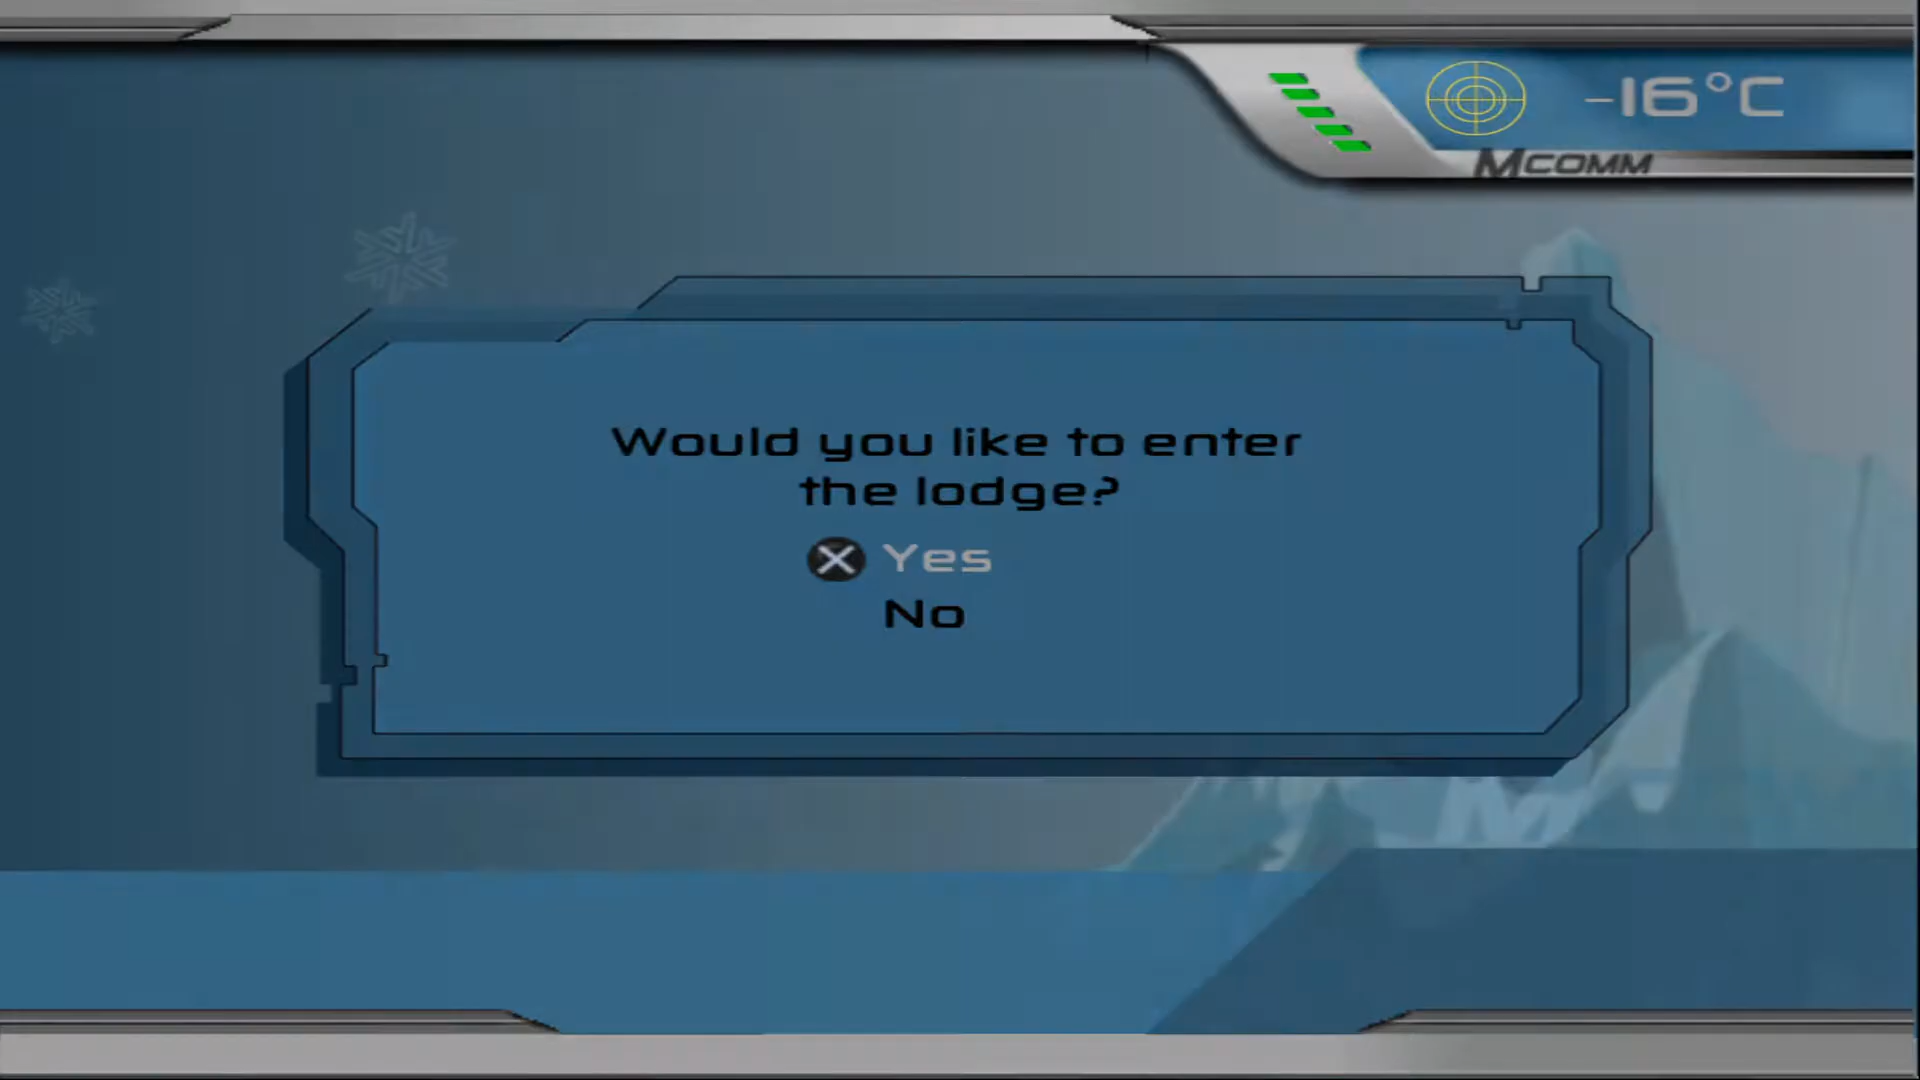 -16°C
MCOMM
Would you like to enter
the lodge?
Yes
No